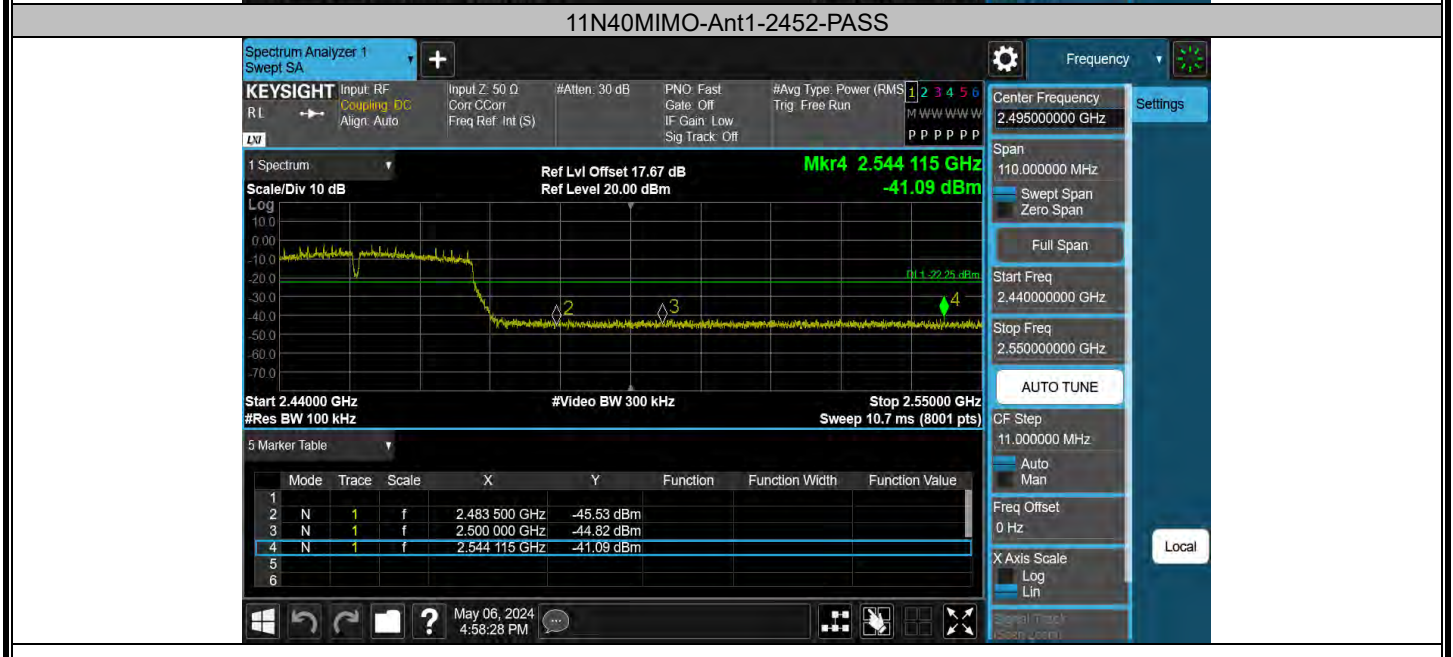 11N40MIMO-Ant1-2452-PASS
Spectrum Analyzer 1
Swept SA
+
Frequency
KEYSIGHT Input: RF Input Z: 50 Ω #Atten: 30 dB PNO: Fast #Avg Type: Power (RMS 1 2 3 4 5 6
RL Coupling: DC Corr CCorr Gate: Off Trig: Free Run M W W W W W
Align: Auto Freq Ref: Int (S) IF Gain: Low P P P P P P
Sig Track: Off
LXI
Center Frequency
2.495000000 GHz
Settings
1 Spectrum
Scale/Div 10 dB
Ref Lvl Offset 17.67 dB
Ref Level 20.00 dBm
Mkr4 2.544 115 GHz
-41.09 dBm
Log
10.0
0.00
-10.0
-20.0
-30.0
-40.0
-50.0
-60.0
-70.0
DL1 -22.25 dBm
2
3
4
Start 2.44000 GHz #Video BW 300 kHz Stop 2.55000 GHz
#Res BW 100 kHz Sweep 10.7 ms (8001 pts)
Span
110.000000 MHz
Swept Span
Zero Span
Full Span
Start Freq
2.440000000 GHz
Stop Freq
2.550000000 GHz
AUTO TUNE
CF Step
11.000000 MHz
Auto
Man
Freq Offset
0 Hz
X Axis Scale
Log
Lin
Signal Track
(Span Zoom)
Local
5 Marker Table
Mode Trace Scale X Y Function Function Width Function Value
1
2 N 1 f 2.483 500 GHz -45.53 dBm
3 N 1 f 2.500 000 GHz -44.82 dBm
4 N 1 f 2.544 115 GHz -41.09 dBm
5
6
?
May 06, 2024
4:58:28 PM